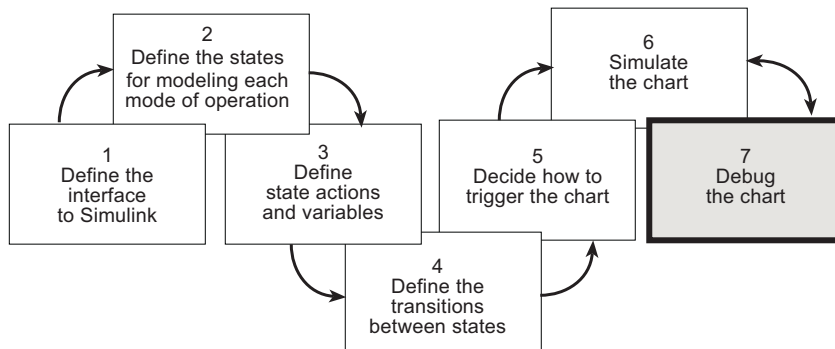 1
Define the
interface
to Simulink
2
Define the states
for modeling each
mode of operation
3
Define
state actions
and variables
4
Define the
transitions
between states
5
Decide how to
trigger the chart
6
Simulate
the chart
7
Debug
the chart